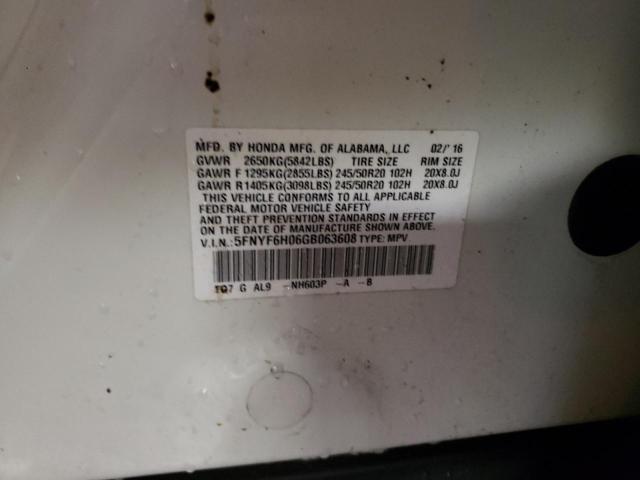 MFD. BY HONDA MFG. OF ALABAMA, LLC 02/'16
GVWR 2650KG(5842LBS) TIRE SIZE RIM SIZE
GAWR F 1295KG(2855LBS) 245/50R20 102H 20X8.0J
GAWR R 1405KG(3098LBS) 245/50R20 102H 20X8.0J
THIS VEHICLE CONFORMS TO ALL APPLICABLE
FEDERAL MOTOR VEHICLE SAFETY
AND THEFT PREVENTION STANDARDS IN EFFECT
ON THE DATE OF MANUFACTURE SHOWN ABOVE.
V.I.N.: 5FNYF6H06GB063608 TYPE: MPV
G AL9 -NH603P -A -B